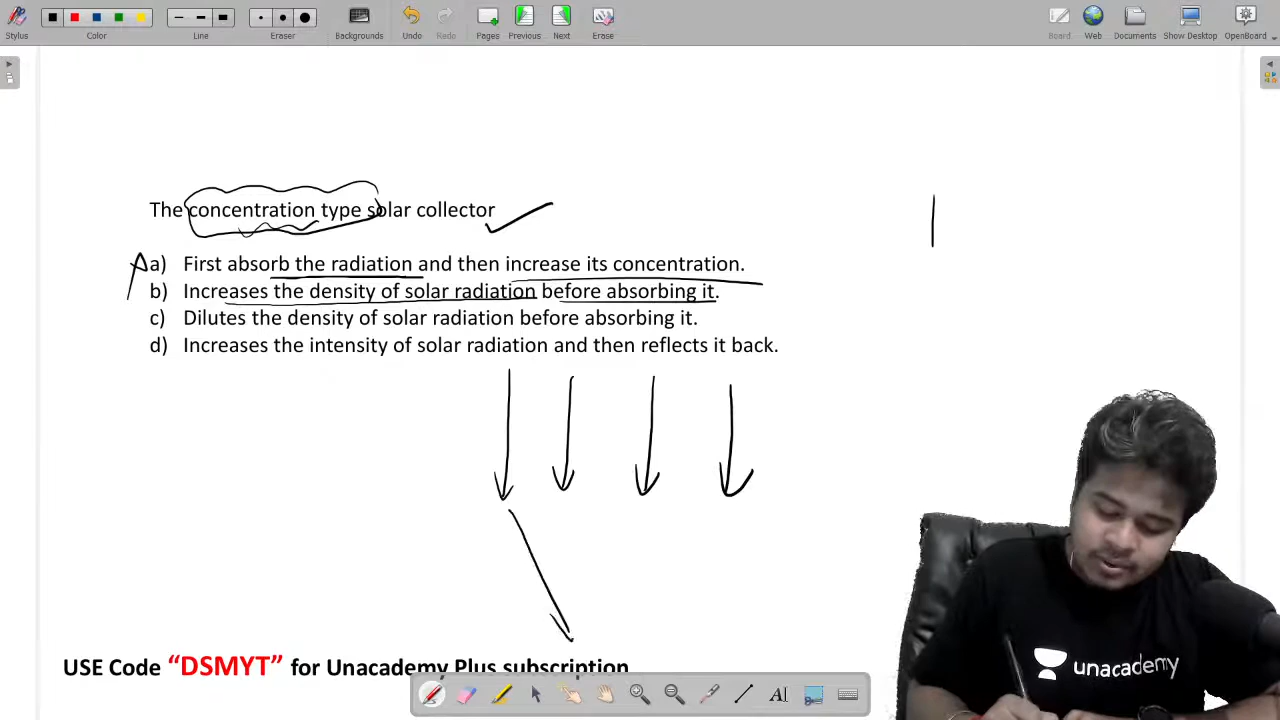 Stylus
Color
Line
Eraser
Backgrounds
Undo
Redo
Pages
Previous
Next
Erase
Board
Web
Documents
Show Desktop
OpenBoard
The concentration type solar collector
a) First absorb the radiation and then increase its concentration.
b) Increases the density of solar radiation before absorbing it.
c) Dilutes the density of solar radiation before absorbing it.
d) Increases the intensity of solar radiation and then reflects it back.
unacademy
USE Code “DSMYT” for Unacademy Plus subscription
AI